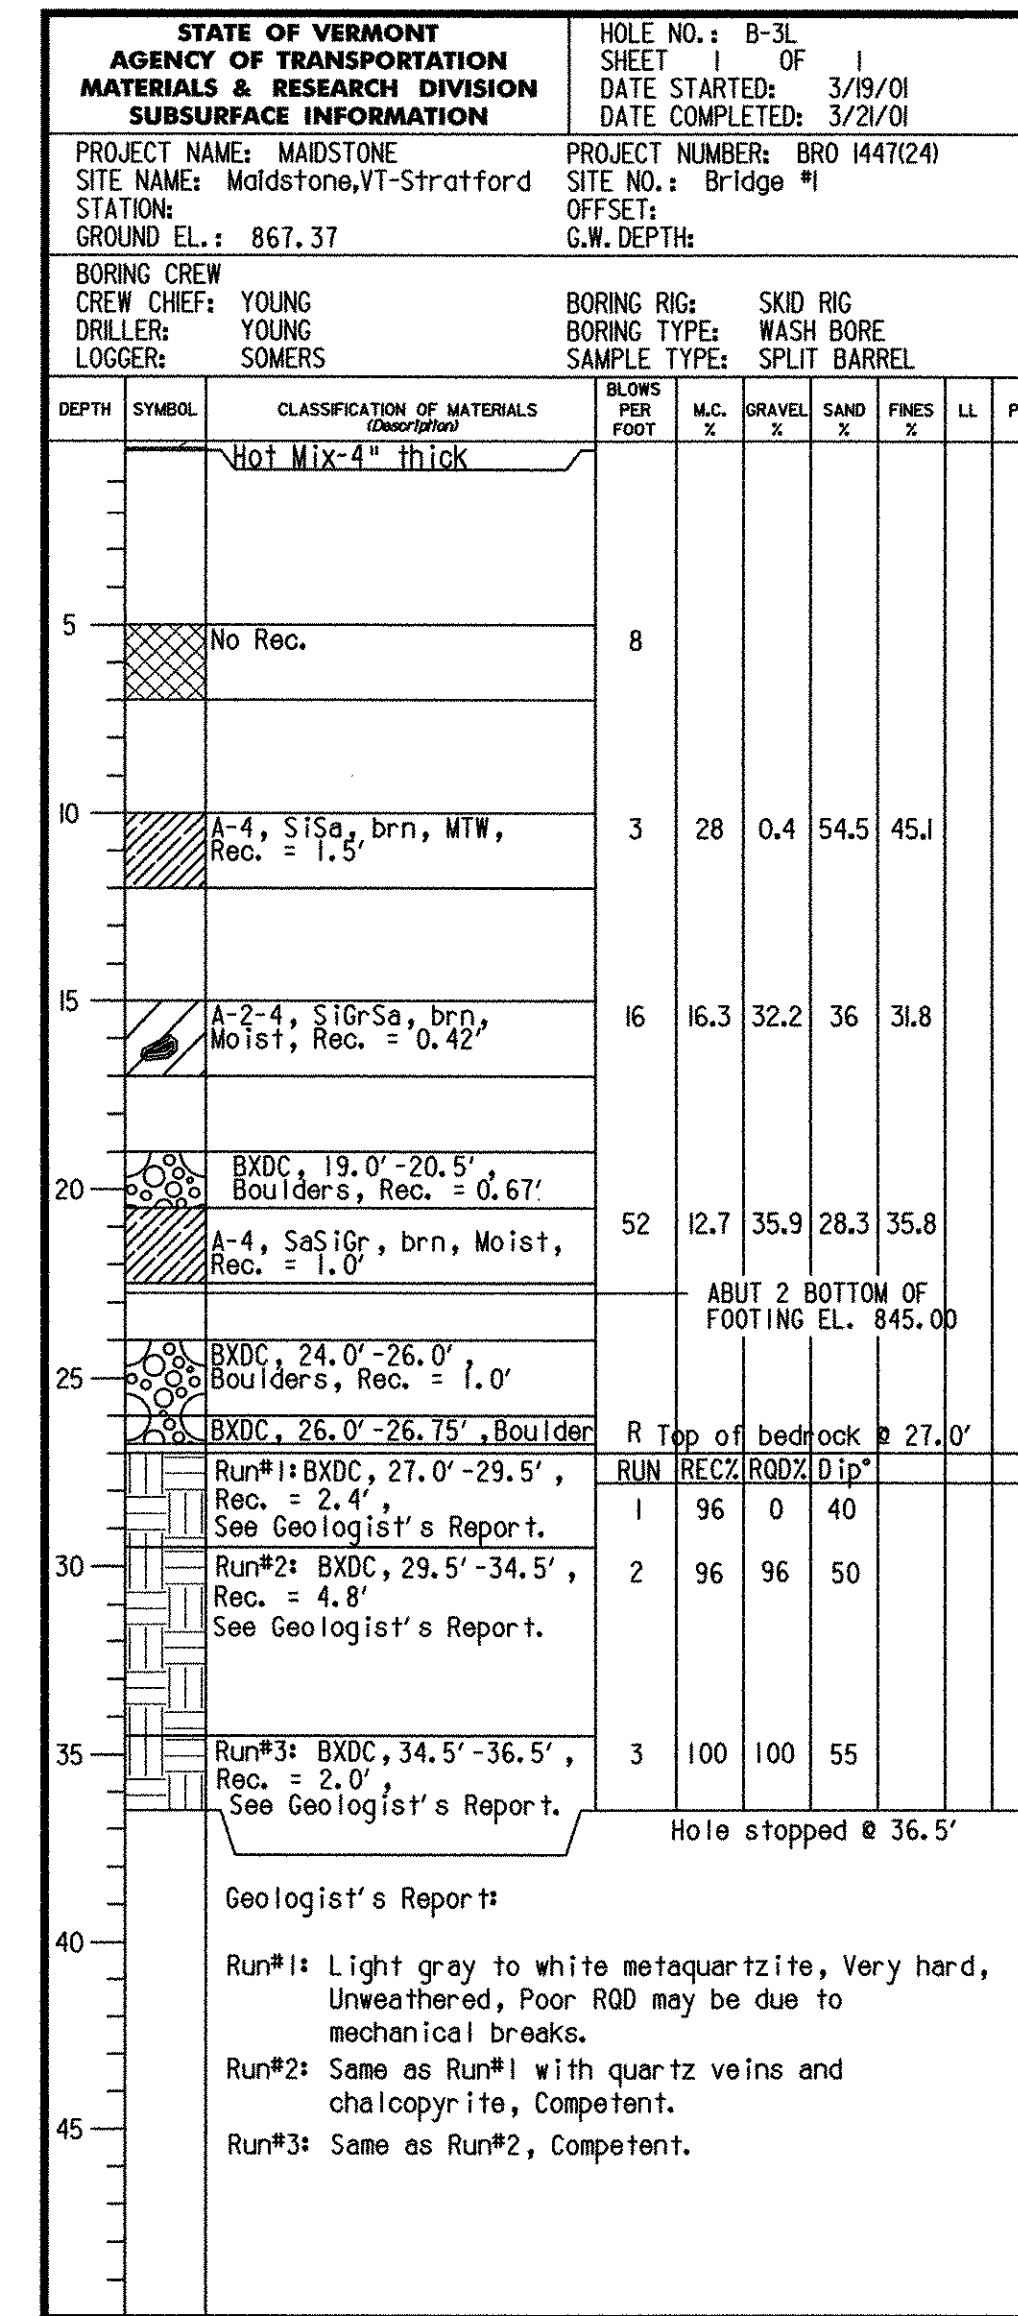 STATE OF VERMONT
AGENCY OF TRANSPORTATION
MATERIALS & RESEARCH DIVISION
SUBSURFACE INFORMATION
HOLE NO.: B-3L
SHEET 1 OF 1
DATE STARTED: 3/19/01
DATE COMPLETED: 3/21/01
PROJECT NAME: MAIDSTONE
SITE NAME: Maidstone,VT-Stratford
STATION:
GROUND EL.: 867.37
PROJECT NUMBER: BRO 1447(24)
SITE NO.: Bridge #1
OFFSET:
G.W. DEPTH:
BORING CREW
CREW CHIEF: YOUNG
DRILLER: YOUNG
LOGGER: SOMERS
BORING RIG: SKID RIG
BORING TYPE: WASH BORE
SAMPLE TYPE: SPLIT BARREL
DEPTH SYMBOL CLASSIFICATION OF MATERIALS (Description) BLOWS PER FOOT M.C. % GRAVEL % SAND % FINES % LL P
Hot Mix-4" thick
5 No Rec. 8
10 A-4, SiSa, brn, MTW, 3 28 0.4 54.5 45.1
Rec. = 1.5'
15 A-2-4, SiGrSa, brn, 16 16.3 32.2 36 31.8
Moist, Rec. = 0.42'
BXDC, 19.0'-20.5',
20 Boulders, Rec. = 0.67'
52 12.7 35.9 28.3 35.8
A-4, SaSiGr, brn, Moist,
Rec. = 1.0'
ABUT 2 BOTTOM OF
FOOTING EL. 845.00
BXDC, 24.0'-26.0',
25 Boulders, Rec. = 1.0'
BXDC, 26.0'-26.75',Boulder R Top of bedrock @ 27.0'
Run#1: BXDC, 27.0'-29.5', RUN REC% RQD% Dip°
Rec. = 2.4', 1 96 0 40
See Geologist's Report.
30 Run#2: BXDC, 29.5'-34.5', 2 96 96 50
Rec. = 4.8'
See Geologist's Report.
35 Run#3: BXDC, 34.5'-36.5', 3 100 100 55
Rec. = 2.0',
See Geologist's Report.
Hole stopped @ 36.5'
Geologist's Report:
40
Run#1: Light gray to white metaquartzite, Very hard,
Unweathered, Poor RQD may be due to
mechanical breaks.
Run#2: Same as Run#1 with quartz veins and
chalcopyrite, Competent.
45
Run#3: Same as Run#2, Competent.